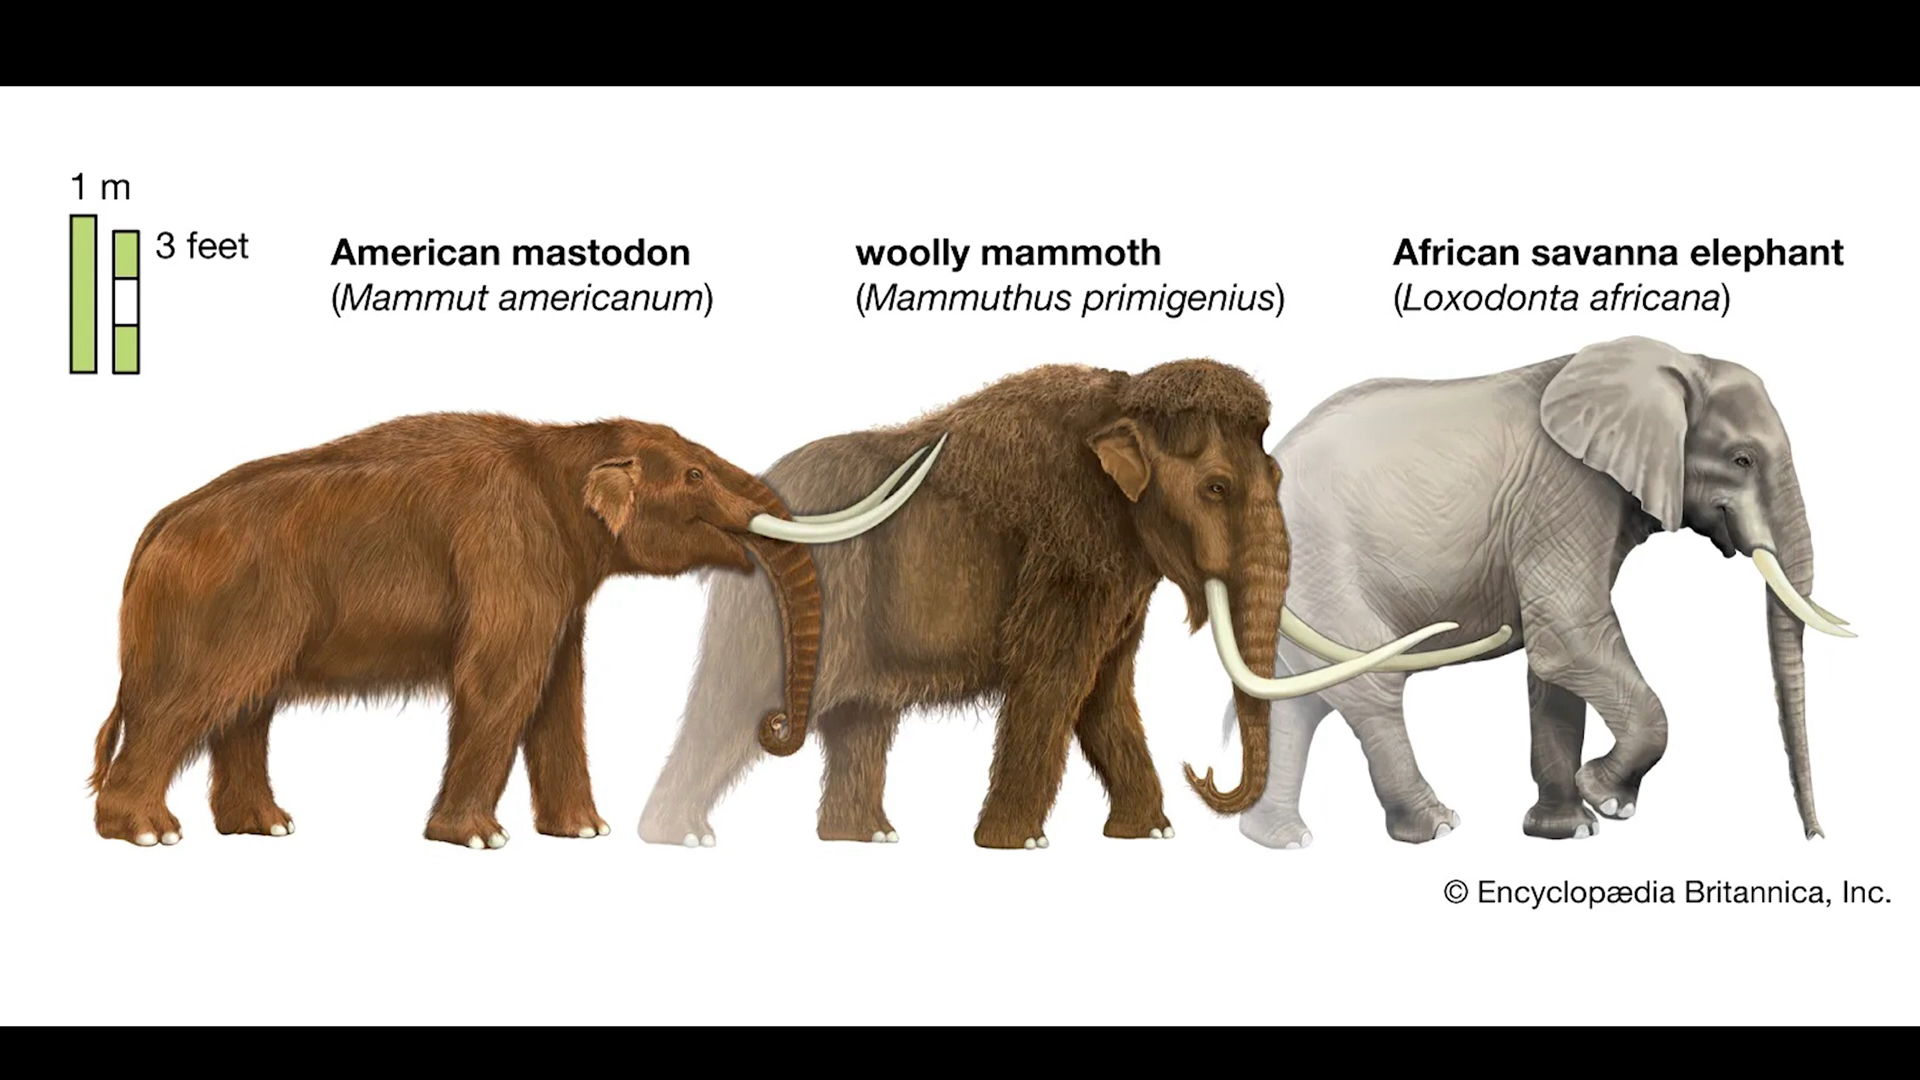 1 m
3 feet
American mastodon
(Mammut americanum)
woolly mammoth
(Mammuthus primigenius)
African savanna elephant
(Loxodonta africana)
© Encyclopædia Britannica, Inc.